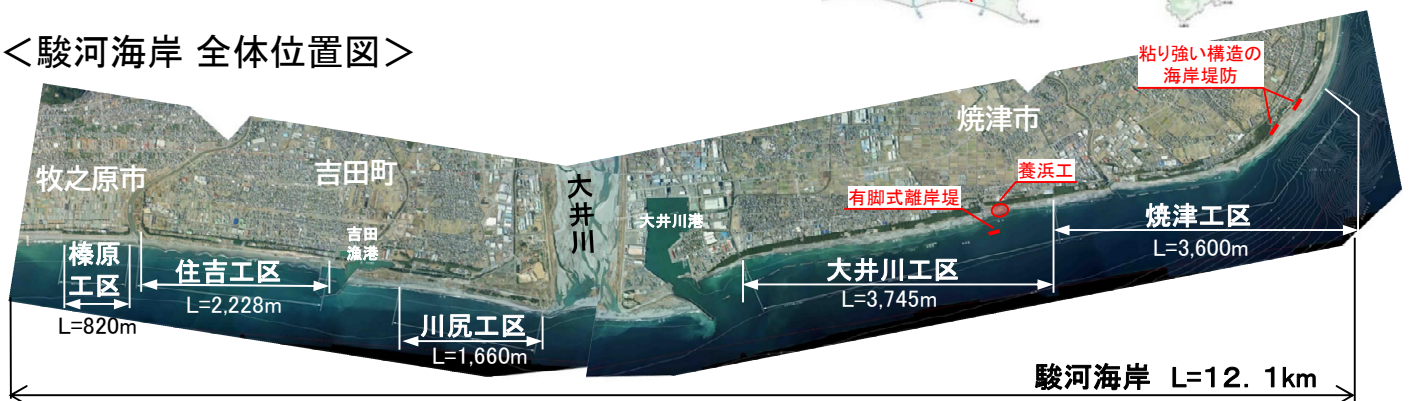 ＜駿河海岸 全体位置図＞
粘り強い構造の
海岸堤防
焼津市
牧之原市
吉田町
大井川
養浜工
有脚式離岸堤
大井川港
吉田
漁港
焼津工区
L=3,600m
榛原
工区
L=820m
住吉工区
L=2,228m
大井川工区
L=3,745m
川尻工区
L=1,660m
駿河海岸 L=12．1km